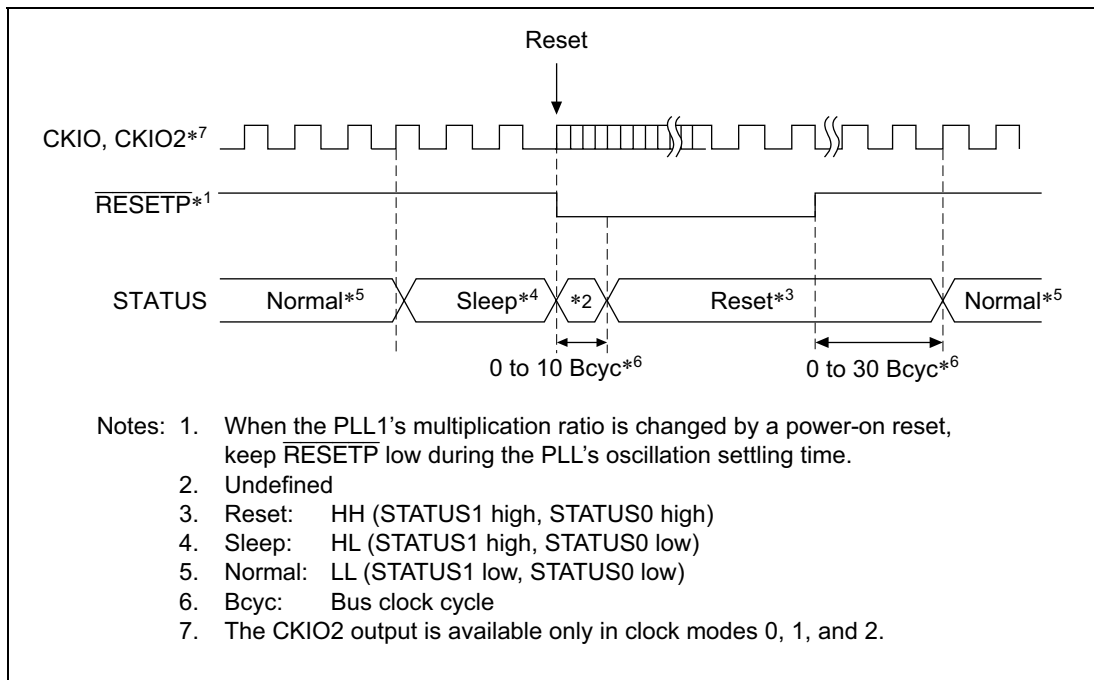 Reset
CKIO, CKIO2*7
RESETP*1
STATUS Normal*5 Sleep*4 *2 Reset*3 Normal*5
0 to 10 Bcyc*6 0 to 30 Bcyc*6
Notes: 1. When the PLL1's multiplication ratio is changed by a power-on reset,
keep RESETP low during the PLL's oscillation settling time.
2. Undefined
3. Reset: HH (STATUS1 high, STATUS0 high)
4. Sleep: HL (STATUS1 high, STATUS0 low)
5. Normal: LL (STATUS1 low, STATUS0 low)
6. Bcyc: Bus clock cycle
7. The CKIO2 output is available only in clock modes 0, 1, and 2.